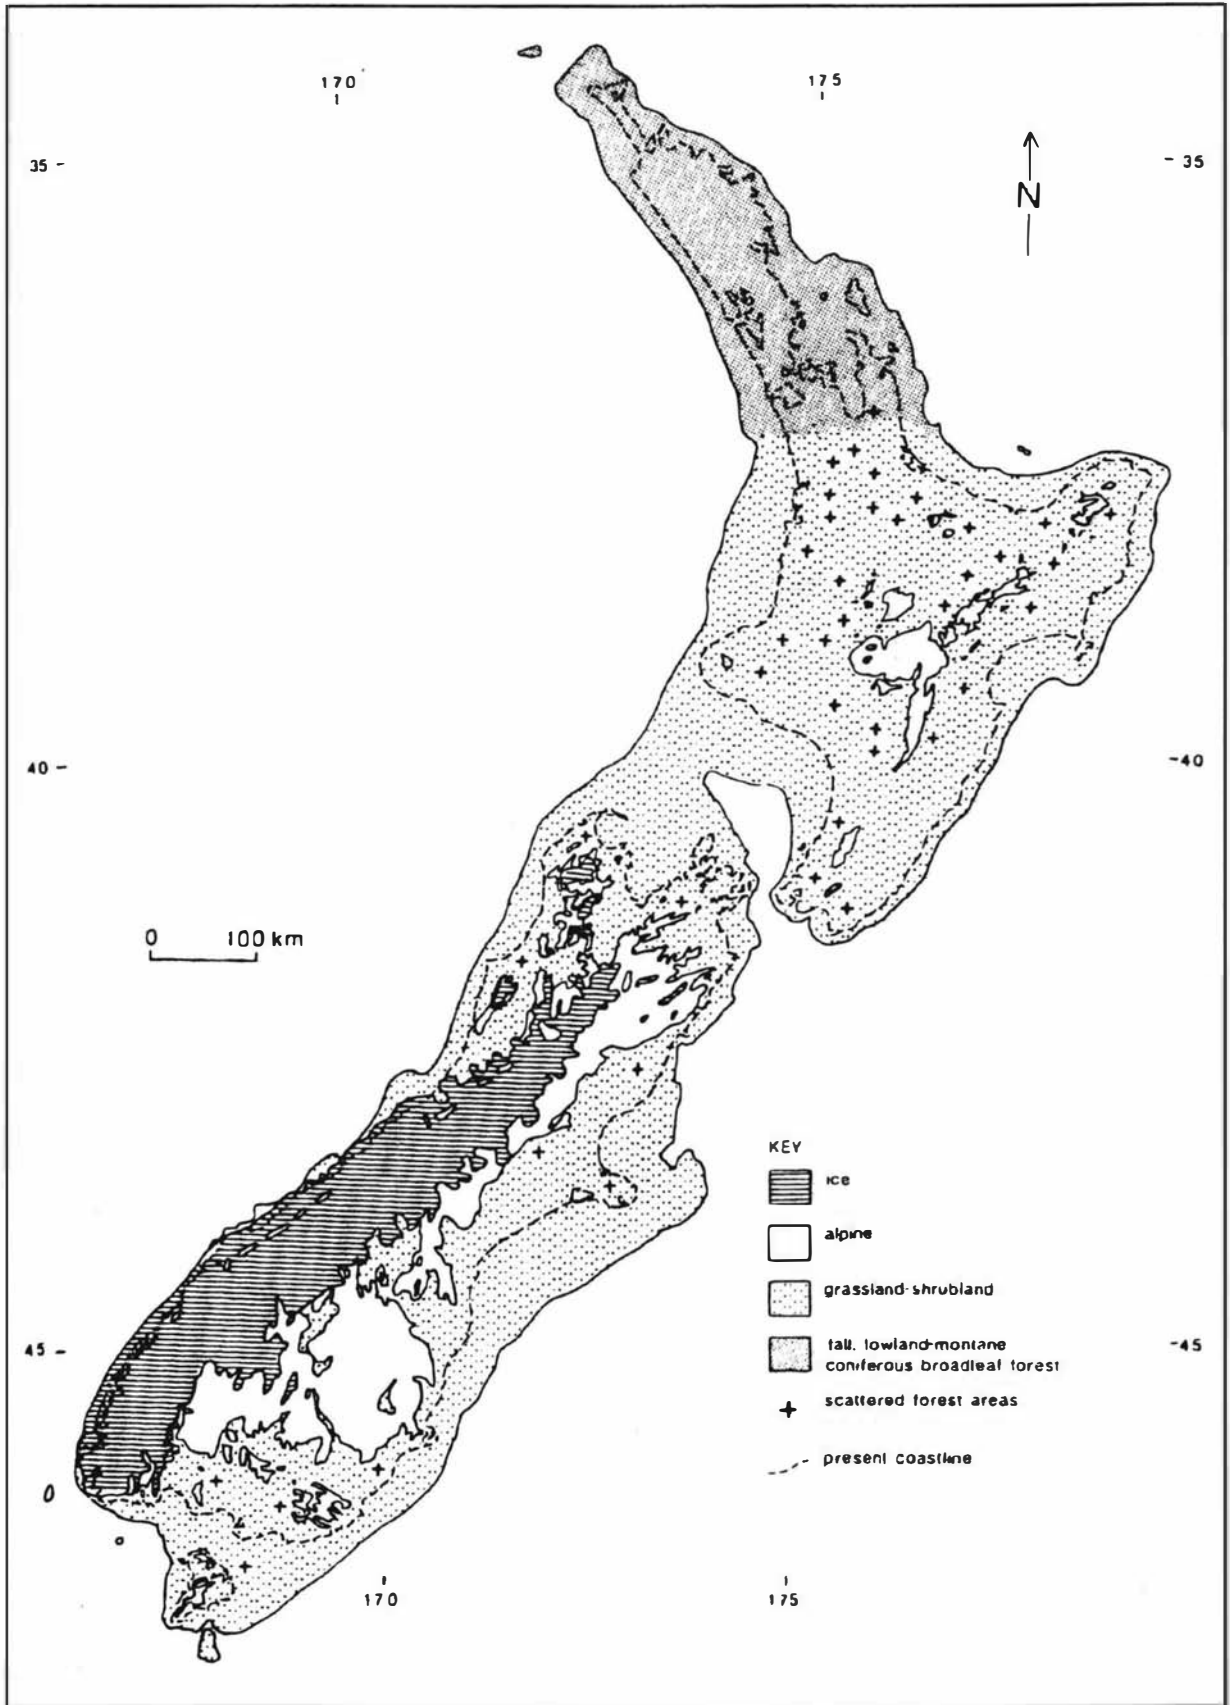 170
175
35 -
- 35
N
40 -
-40
0 100 km
KEY
ice
alpine
grassland-shrubland
45 -
-45
tall, lowland-montane
coniferous broadleaf forest
scattered forest areas
present coastline
0
170
175